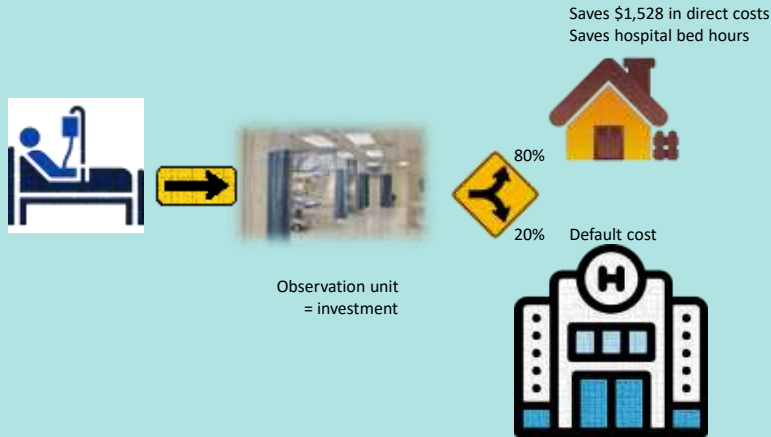 Saves $1,528 in direct costs
Saves hospital bed hours
80%
20%
Default cost
Observation unit
= investment
H